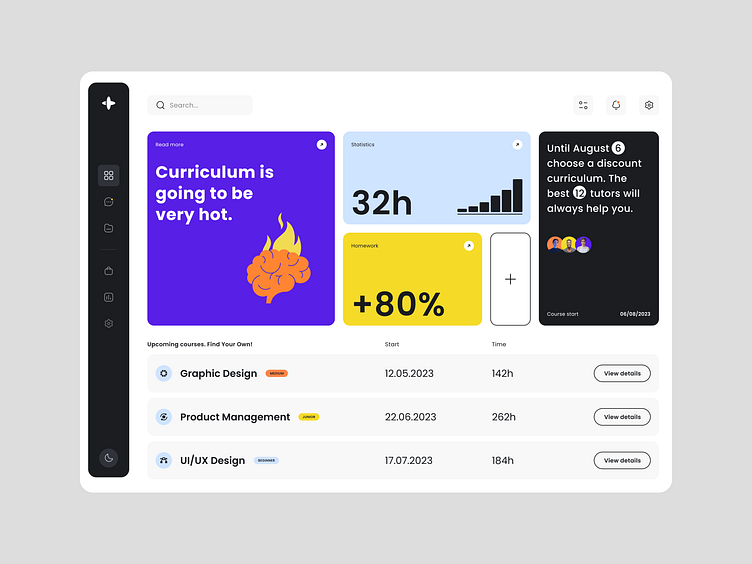 Search...
Read more
Curriculum is
going to be
very hot.
Statistics
32h
Homework
+80%
Until August 6
choose a discount
curriculum. The
best 12 tutors will
always help you.
Course start 06/08/2023
Upcoming courses. Find Your Own! Start Time
Graphic Design MEDIUM 12.05.2023 142h View details
Product Management JUNIOR 22.06.2023 262h View details
UI/UX Design BEGINNER 17.07.2023 184h View details